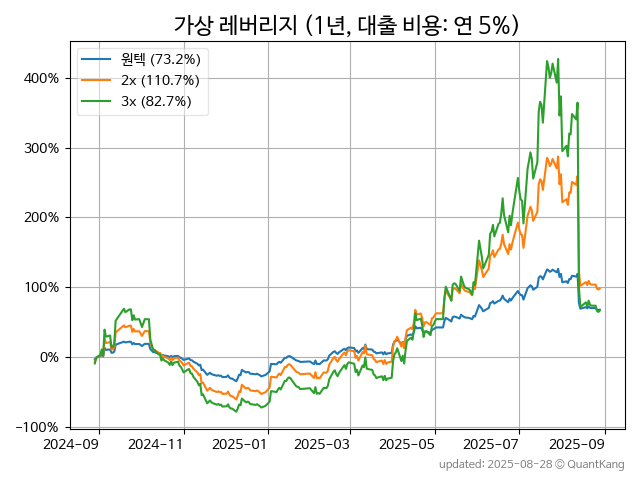 가상 레버리지 (1년, 대출 비용: 연 5%)
원텍 (73.2%)
2x (110.7%)
3x (82.7%)
400%
300%
200%
100%
0%
−100%
2024-09 2024-11 2025-01 2025-03 2025-05 2025-07 2025-09
updated: 2025-08-28 © QuantKang